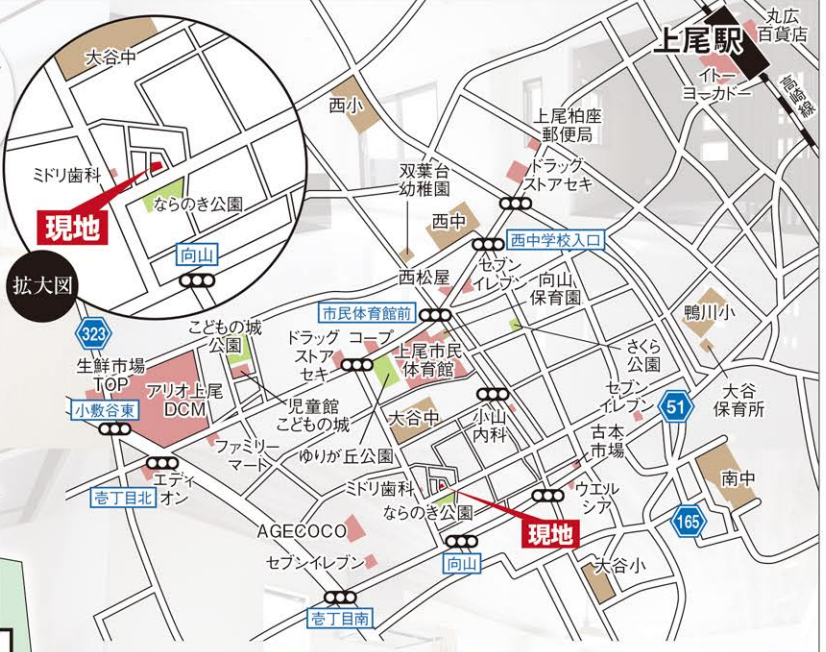 大谷中
ミドリ歯科
ならのき公園
現地
向山
拡大図
西小
上尾駅
丸広
百貨店
イトー
ヨーカドー
高崎線
上尾柏座
郵便局
ドラッグ
ストアセキ
双葉台
幼稚園
西中
西中学校入口
西松屋
セブン
イレブン
向山
保育園
市民体育館前
323
こどもの城
公園
ドラッグ
ストア
セキ
コープ
上尾市民
体育館
さくら
公園
鴨川小
生鮮市場
TOP
アリオ上尾
DCM
小敷谷東
児童館
こどもの城
ゆりが丘公園
大谷中
小山
内科
セブン
イレブン
51
大谷
保育所
ファミリー
マート
エディ
オン
壱丁目北
ミドリ歯科
ならのき公園
古本
市場
ウエル
シア
南中
165
AGECOCO
セブンイレブン
現地
向山
大谷小
壱丁目南